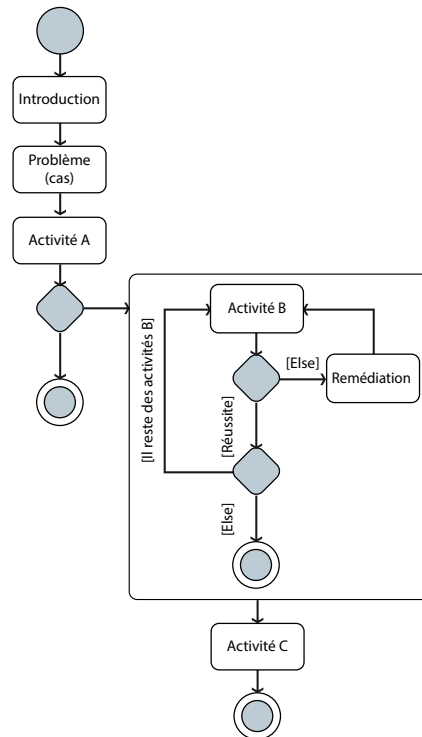 Introduction
Problème
(cas)
Activité A
[Il reste des activités B]
Activité B
[Else]
Remédiation
[Réussite]
[Else]
Activité C